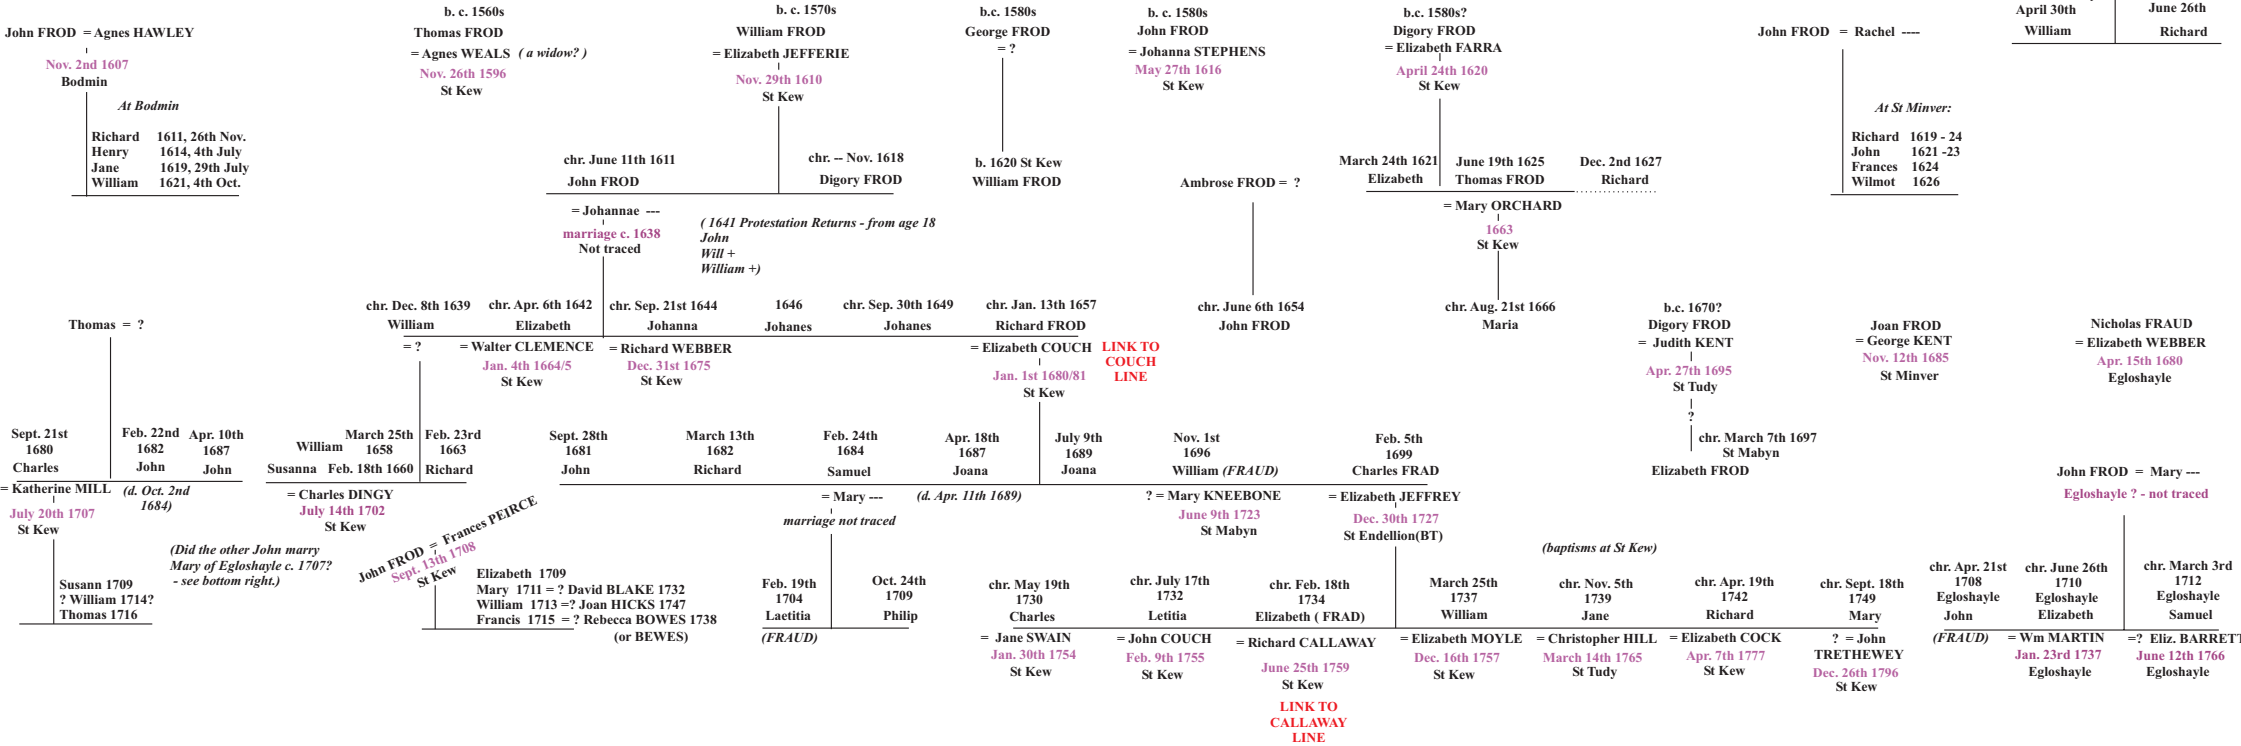 John FROD = Agnes HAWLEY
Nov. 2nd 1607
Bodmin
At Bodmin
Richard 1611, 26th Nov.
Henry 1614, 4th July
Jane 1619, 29th July
William 1621, 4th Oct.
b. c. 1560s
Thomas FROD
= Agnes WEALS ( a widow? )
Nov. 26th 1596
St Kew
b. c. 1570s
William FROD
= Elizabeth JEFFERIE
Nov. 29th 1610
St Kew
b.c. 1580s
George FROD
= ?
b. 1620 St Kew
William FROD
b. c. 1580s
John FROD
= Johanna STEPHENS
May 27th 1616
St Kew
b.c. 1580s?
Digory FROD
= Elizabeth FARRA
April 24th 1620
St Kew
John FROD = Rachel ----
At St Minver:
Richard 1619 - 24
John 1621 -23
Frances 1624
Wilmot 1626
April 30th
William
June 26th
Richard
chr. June 11th 1611
John FROD
chr. -- Nov. 1618
Digory FROD
= Johannae ---
marriage c. 1638
Not traced
( 1641 Protestation Returns - from age 18
John
Will +
William +)
Ambrose FROD = ?
chr. June 6th 1654
John FROD
March 24th 1621
Elizabeth
June 19th 1625
Thomas FROD
Dec. 2nd 1627
Richard
= Mary ORCHARD
1663
St Kew
chr. Aug. 21st 1666
Maria
Thomas = ?
chr. Dec. 8th 1639
William
= ?
chr. Apr. 6th 1642
Elizabeth
= Walter CLEMENCE
Jan. 4th 1664/5
St Kew
chr. Sep. 21st 1644
Johanna
= Richard WEBBER
Dec. 31st 1675
St Kew
1646
Johanes
chr. Sep. 30th 1649
Johanes
chr. Jan. 13th 1657
Richard FROD
= Elizabeth COUCH
Jan. 1st 1680/81
St Kew
LINK TO
COUCH
LINE
b.c. 1670?
Digory FROD
= Judith KENT
Apr. 27th 1695
St Tudy
?
chr. March 7th 1697
St Mabyn
Elizabeth FROD
Joan FROD
= George KENT
Nov. 12th 1685
St Minver
Nicholas FRAUD
= Elizabeth WEBBER
Apr. 15th 1680
Egloshayle
Sept. 21st
1680
Charles
= Katherine MILL
July 20th 1707
St Kew
Feb. 22nd
1682
John
(d. Oct. 2nd
1684)
Apr. 10th
1687
John
Susann 1709
? William 1714?
Thomas 1716
(Did the other John marry
Mary of Egloshayle c. 1707?
- see bottom right.)
William March 25th
1658
Susanna Feb. 18th 1660
Feb. 23rd
1663
Richard
= Charles DINGY
July 14th 1702
St Kew
John FROD = Frances PEIRCE
Sept. 13th 1708
St Kew
Elizabeth 1709
Mary 1711 = ? David BLAKE 1732
William 1713 =? Joan HICKS 1747
Francis 1715 = ? Rebecca BOWES 1738
(or BEWES)
Sept. 28th
1681
John
March 13th
1682
Richard
Feb. 24th
1684
Samuel
= Mary ---
marriage not traced
Apr. 18th
1687
Joana
(d. Apr. 11th 1689)
July 9th
1689
Joana
Nov. 1st
1696
William (FRAUD)
? = Mary KNEEBONE
June 9th 1723
St Mabyn
Feb. 5th
1699
Charles FRAD
= Elizabeth JEFFREY
Dec. 30th 1727
St Endellion(BT)
(baptisms at St Kew)
Feb. 19th
1704
Laetitia
(FRAUD)
Oct. 24th
1709
Philip
chr. May 19th
1730
Charles
= Jane SWAIN
Jan. 30th 1754
St Kew
chr. July 17th
1732
Letitia
= John COUCH
Feb. 9th 1755
St Kew
chr. Feb. 18th
1734
Elizabeth ( FRAD)
= Richard CALLAWAY
June 25th 1759
St Kew
LINK TO
CALLAWAY
LINE
March 25th
1737
William
= Elizabeth MOYLE
Dec. 16th 1757
St Kew
chr. Nov. 5th
1739
Jane
= Christopher HILL
March 14th 1765
St Tudy
chr. Apr. 19th
1742
Richard
= Elizabeth COCK
Apr. 7th 1777
St Kew
chr. Sept. 18th
1749
Mary
? = John
TRETHEWEY
Dec. 26th 1796
St Kew
John FROD = Mary ---
Egloshayle ? - not traced
chr. Apr. 21st
1708
Egloshayle
John
(FRAUD)
chr. June 26th
1710
Egloshayle
Elizabeth
= Wm MARTIN
Jan. 23rd 1737
Egloshayle
chr. March 3rd
1712
Egloshayle
Samuel
=? Eliz. BARRETT
June 12th 1766
Egloshayle